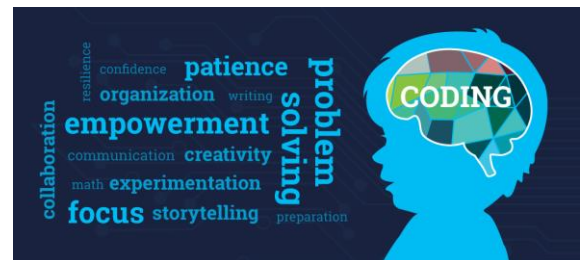 resilience
confidence patience
organization writing
empowerment
communication creativity
math experimentation
focus storytelling
preparation
collaboration
problem
solving
CODING